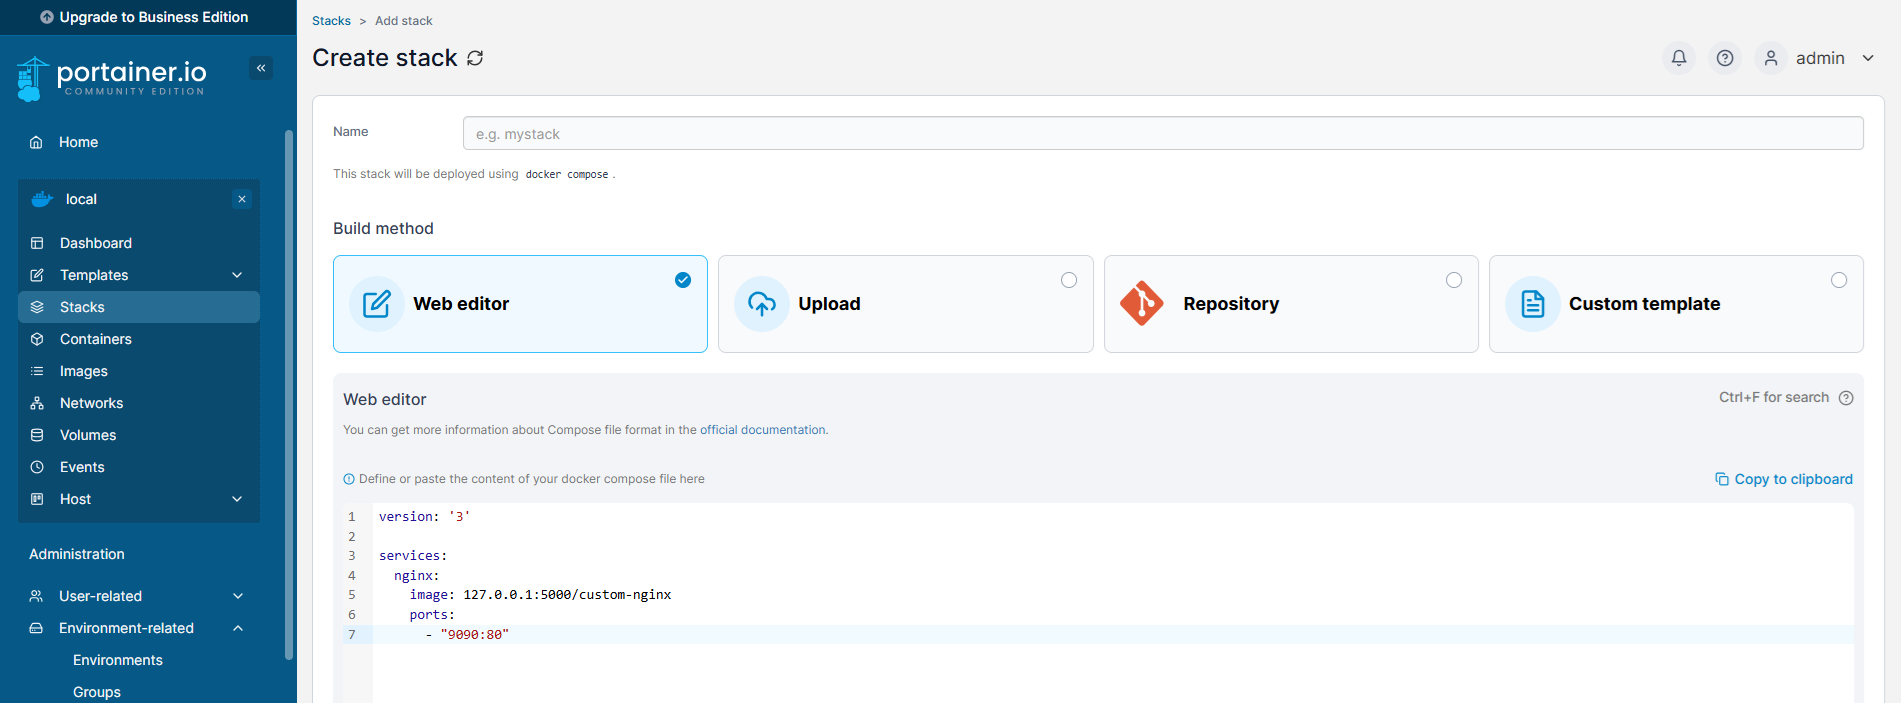 Upgrade to Business Edition
portainer.io
COMMUNITY EDITION
Home
local
Dashboard
Templates
Stacks
Containers
Images
Networks
Volumes
Events
Host
Administration
User-related
Environment-related
Environments
Groups
Stacks > Add stack
Create stack
admin
Name
e.g. mystack
This stack will be deployed using docker compose .
Build method
Web editor
Upload
Repository
Custom template
Web editor
Ctrl+F for search
You can get more information about Compose file format in the official documentation.
Define or paste the content of your docker compose file here
Copy to clipboard
1 version: '3'
2
3 services:
4   nginx:
5     image: 127.0.0.1:5000/custom-nginx
6     ports:
7       - "9090:80"